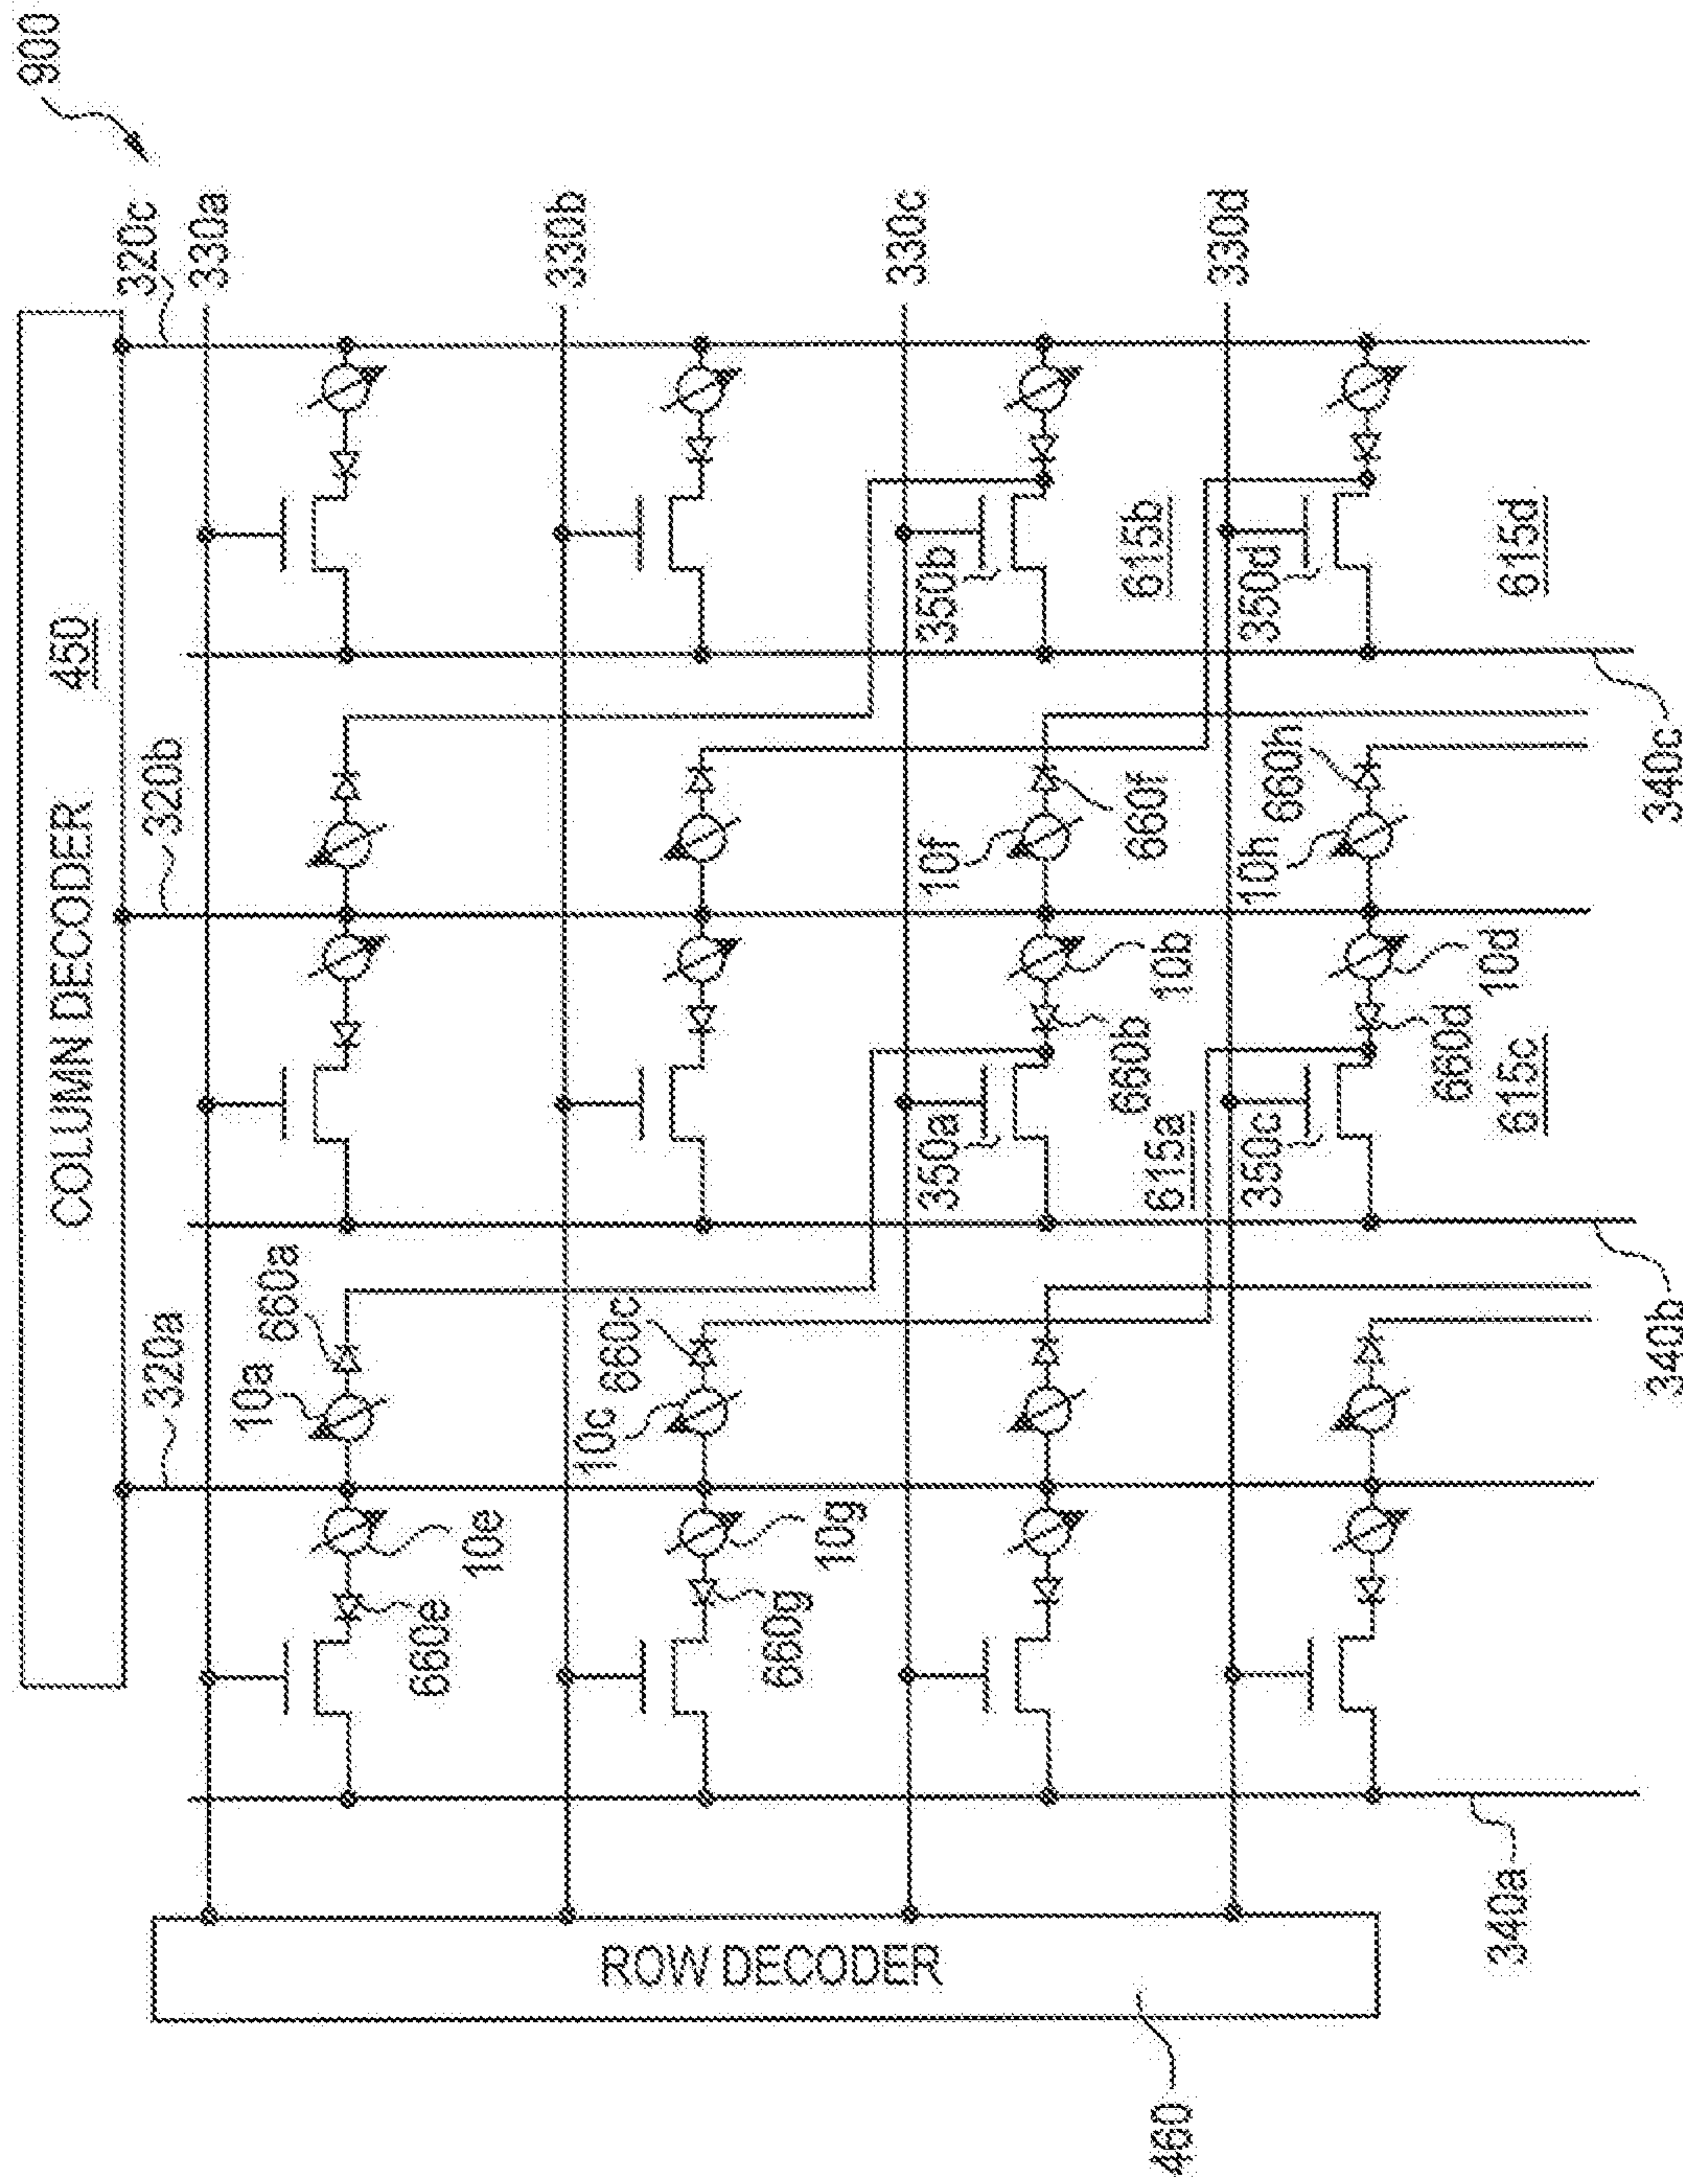 900
COLUMN DECODER
450
320a
320b
320c
330a
10a
660a
10e
660e
330b
10c
660c
10g
660g
330c
350a
350b
10f
660f
10b
660b
615a
615b
330d
350c
350d
10h
660h
10d
660d
615c
615d
ROW DECODER
460
340a
340b
340c